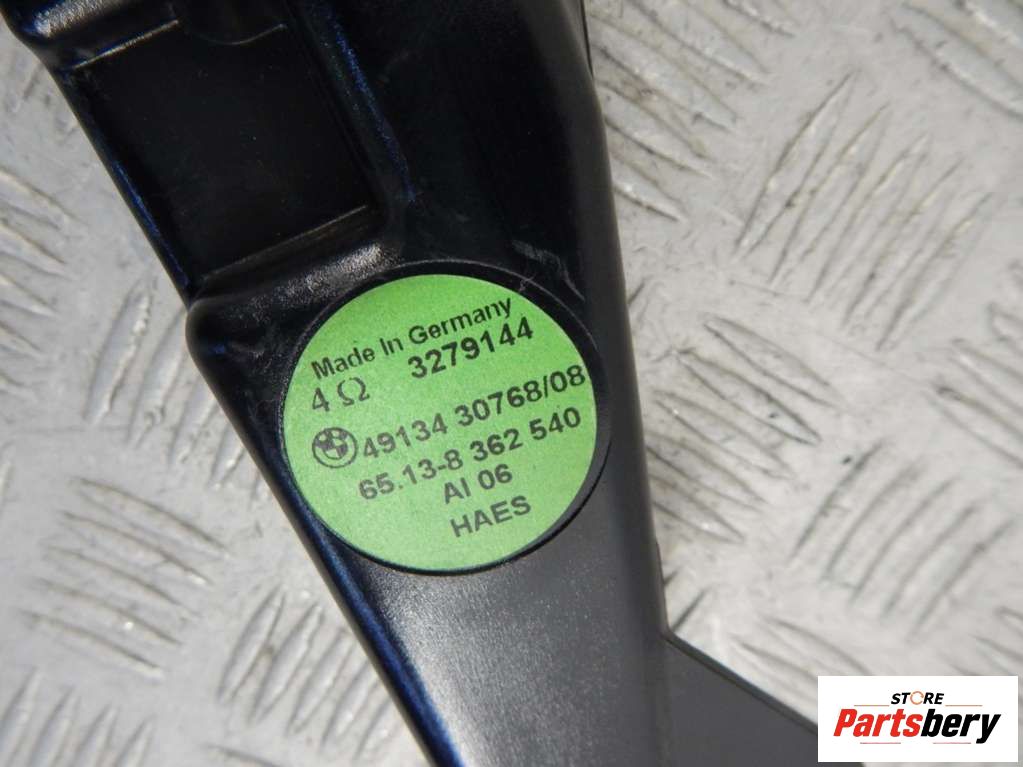 Made In Germany
4 Ω 3279144
49134 30768/08
65.13-8 362 540
AI 06
HAES
STORE
Partsbery